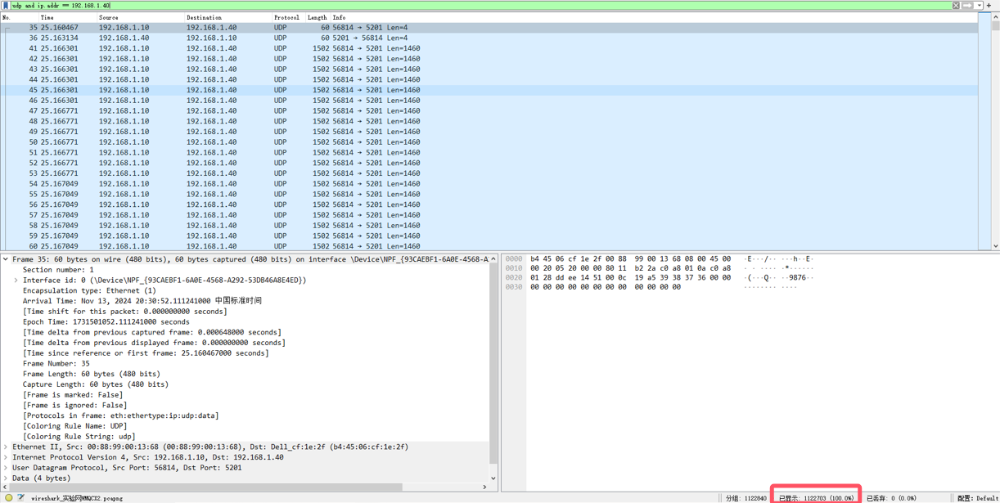 udp and ip.addr == 192.168.1.40
No. Time Source Destination Protocol Length Info
35 25.160467 192.168.1.10 192.168.1.40 UDP 60 56814 → 5201 Len=4
36 25.163134 192.168.1.40 192.168.1.10 UDP 60 5201 → 56814 Len=4
41 25.166301 192.168.1.10 192.168.1.40 UDP 1502 56814 → 5201 Len=1460
42 25.166301 192.168.1.10 192.168.1.40 UDP 1502 56814 → 5201 Len=1460
43 25.166301 192.168.1.10 192.168.1.40 UDP 1502 56814 → 5201 Len=1460
44 25.166301 192.168.1.10 192.168.1.40 UDP 1502 56814 → 5201 Len=1460
45 25.166301 192.168.1.10 192.168.1.40 UDP 1502 56814 → 5201 Len=1460
46 25.166301 192.168.1.10 192.168.1.40 UDP 1502 56814 → 5201 Len=1460
47 25.166771 192.168.1.10 192.168.1.40 UDP 1502 56814 → 5201 Len=1460
48 25.166771 192.168.1.10 192.168.1.40 UDP 1502 56814 → 5201 Len=1460
49 25.166771 192.168.1.10 192.168.1.40 UDP 1502 56814 → 5201 Len=1460
50 25.166771 192.168.1.10 192.168.1.40 UDP 1502 56814 → 5201 Len=1460
51 25.166771 192.168.1.10 192.168.1.40 UDP 1502 56814 → 5201 Len=1460
52 25.166771 192.168.1.10 192.168.1.40 UDP 1502 56814 → 5201 Len=1460
53 25.166771 192.168.1.10 192.168.1.40 UDP 1502 56814 → 5201 Len=1460
54 25.167049 192.168.1.10 192.168.1.40 UDP 1502 56814 → 5201 Len=1460
55 25.167049 192.168.1.10 192.168.1.40 UDP 1502 56814 → 5201 Len=1460
56 25.167049 192.168.1.10 192.168.1.40 UDP 1502 56814 → 5201 Len=1460
57 25.167049 192.168.1.10 192.168.1.40 UDP 1502 56814 → 5201 Len=1460
58 25.167049 192.168.1.10 192.168.1.40 UDP 1502 56814 → 5201 Len=1460
59 25.167049 192.168.1.10 192.168.1.40 UDP 1502 56814 → 5201 Len=1460
60 25.167049 192.168.1.10 192.168.1.40 UDP 1502 56814 → 5201 Len=1460
Frame 35: 60 bytes on wire (480 bits), 60 bytes captured (480 bits) on interface \Device\NPF_{93CAEBF1-6A0E-4568-A
Section number: 1
Interface id: 0 (\Device\NPF_{93CAEBF1-6A0E-4568-A292-53DB46A8E4ED})
Encapsulation type: Ethernet (1)
Arrival Time: Nov 13, 2024 20:30:52.111241000 中国标准时间
[Time shift for this packet: 0.000000000 seconds]
Epoch Time: 1731501052.111241000 seconds
[Time delta from previous captured frame: 0.000648000 seconds]
[Time delta from previous displayed frame: 0.000000000 seconds]
[Time since reference or first frame: 25.160467000 seconds]
Frame Number: 35
Frame Length: 60 bytes (480 bits)
Capture Length: 60 bytes (480 bits)
[Frame is marked: False]
[Frame is ignored: False]
[Protocols in frame: eth:ethertype:ip:udp:data]
[Coloring Rule Name: UDP]
[Coloring Rule String: udp]
Ethernet II, Src: 00:88:99:00:13:68 (00:88:99:00:13:68), Dst: Dell_cf:1e:2f (b4:45:06:cf:1e:2f)
Internet Protocol Version 4, Src: 192.168.1.10, Dst: 192.168.1.40
User Datagram Protocol, Src Port: 56814, Dst Port: 5201
Data (4 bytes)
0000 b4 45 06 cf 1e 2f 00 88 99 00 13 68 08 00 45 00 ·E···/·· ···h··E·
0010 00 20 05 20 00 00 80 11 b2 2a c0 a8 01 0a c0 a8 · · ···· ·*······
0020 01 28 dd ee 14 51 00 0c 19 a5 39 38 37 36 00 00 ·(···Q·· ··9876··
0030 00 00 00 00 00 00 00 00 00 00 00 00 ········ ····
wireshark_实验网WMQCX2.pcapng
分组: 1122840
已显示: 1122703 (100.0%)
已丢弃: 0 (0.0%)
配置: Default